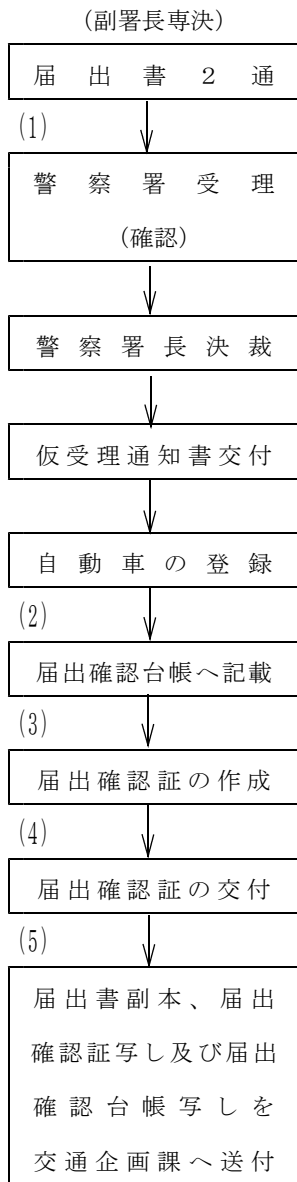 (副署長専決)
届出書２通
(1)
警察署受理
(確認)
警察署長決裁
仮受理通知書交付
自動車の登録
(2)
届出確認台帳へ記載
(3)
届出確認証の作成
(4)
届出確認証の交付
(5)
届出書副本、届出
確認証写し及び届出
確認台帳写しを
交通企画課へ送付